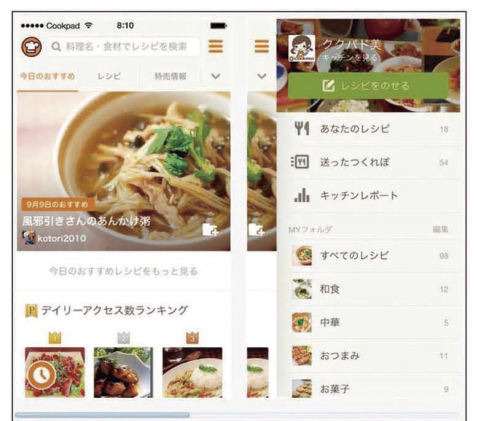 Cookpad 8:10
料理名・食材でレシピを検索
今日のおすすめ レシピ 特売情報
9月9日のおすすめ
風邪引きさんのあんかけ粥
kotori2010
今日のおすすめレシピをもっと見る
デイリーアクセス数ランキング
1
2
3
ククパド美
キッチンを見る
レシピをのせる
あなたのレシピ 18
送ったつくれぽ 54
キッチンレポート
MYフォルダ 編集
すべてのレシピ 98
和食 12
中華 5
おつまみ 11
お菓子 9